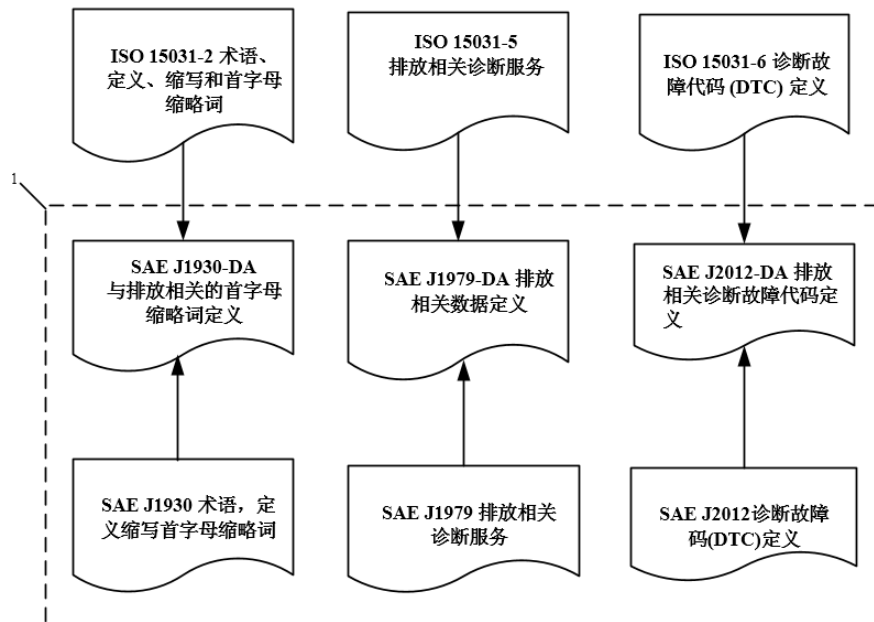 ISO 15031-2 术语、
定义、缩写和首字母
缩略词
ISO 15031-5
排放相关诊断服务
ISO 15031-6 诊断故
障代码 (DTC) 定义
1
SAE J1930-DA
与排放相关的首字母
缩略词定义
SAE J1979-DA 排放
相关数据定义
SAE J2012-DA 排放
相关诊断故障代码定
义
SAE J1930 术语，定
义缩写首字母缩略词
SAE J1979 排放相关
诊断服务
SAE J2012诊断故障
码(DTC)定义